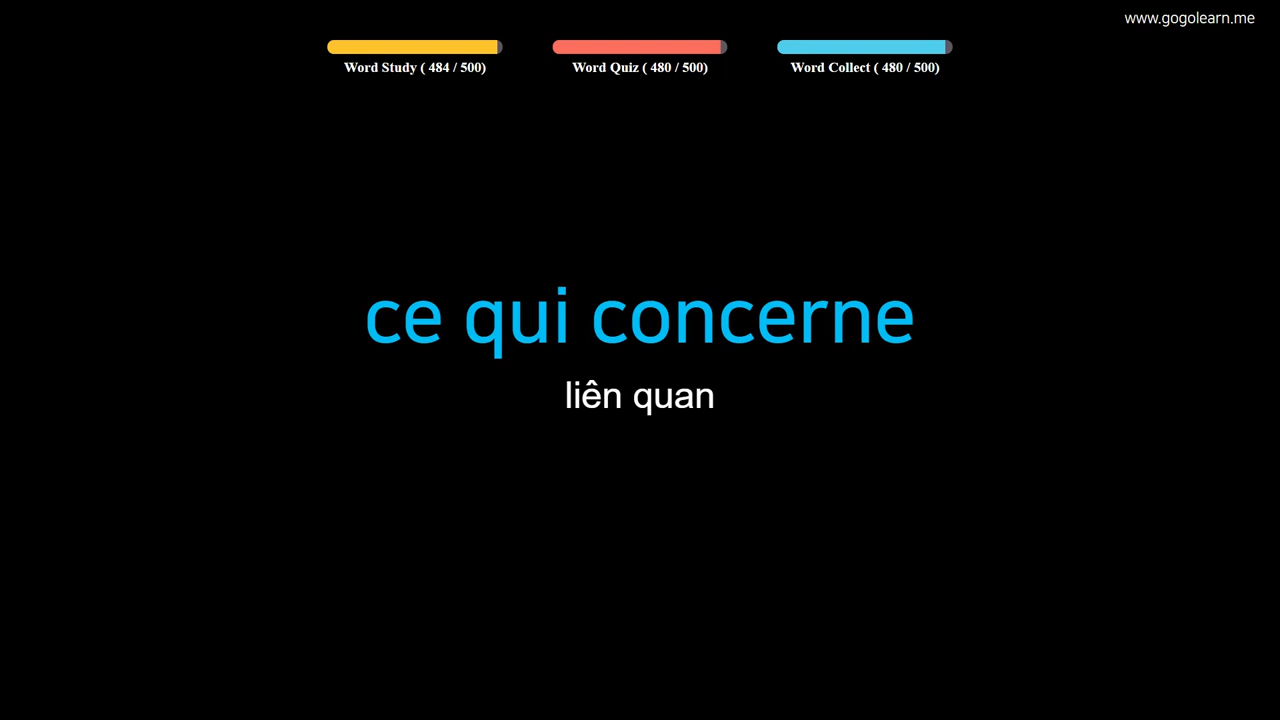 www.gogolearn.me
Word Study ( 484 / 500)
Word Quiz ( 480 / 500)
Word Collect ( 480 / 500)
ce qui concerne
liên quan